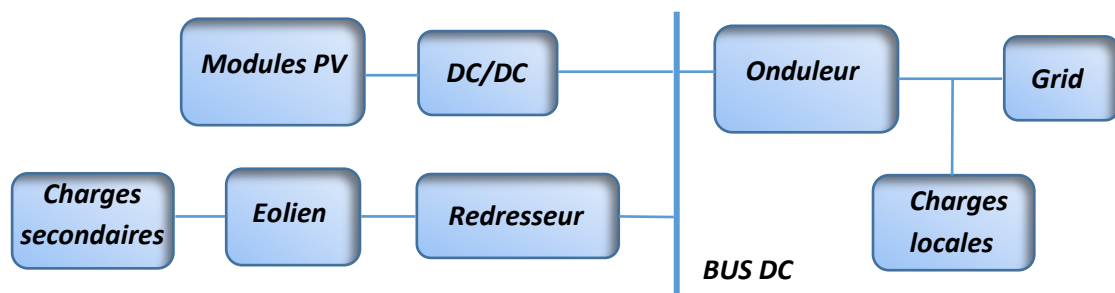 Modules PV
DC/DC
Onduleur
Grid
Charges
secondaires
Eolien
Redresseur
Charges
locales
BUS DC